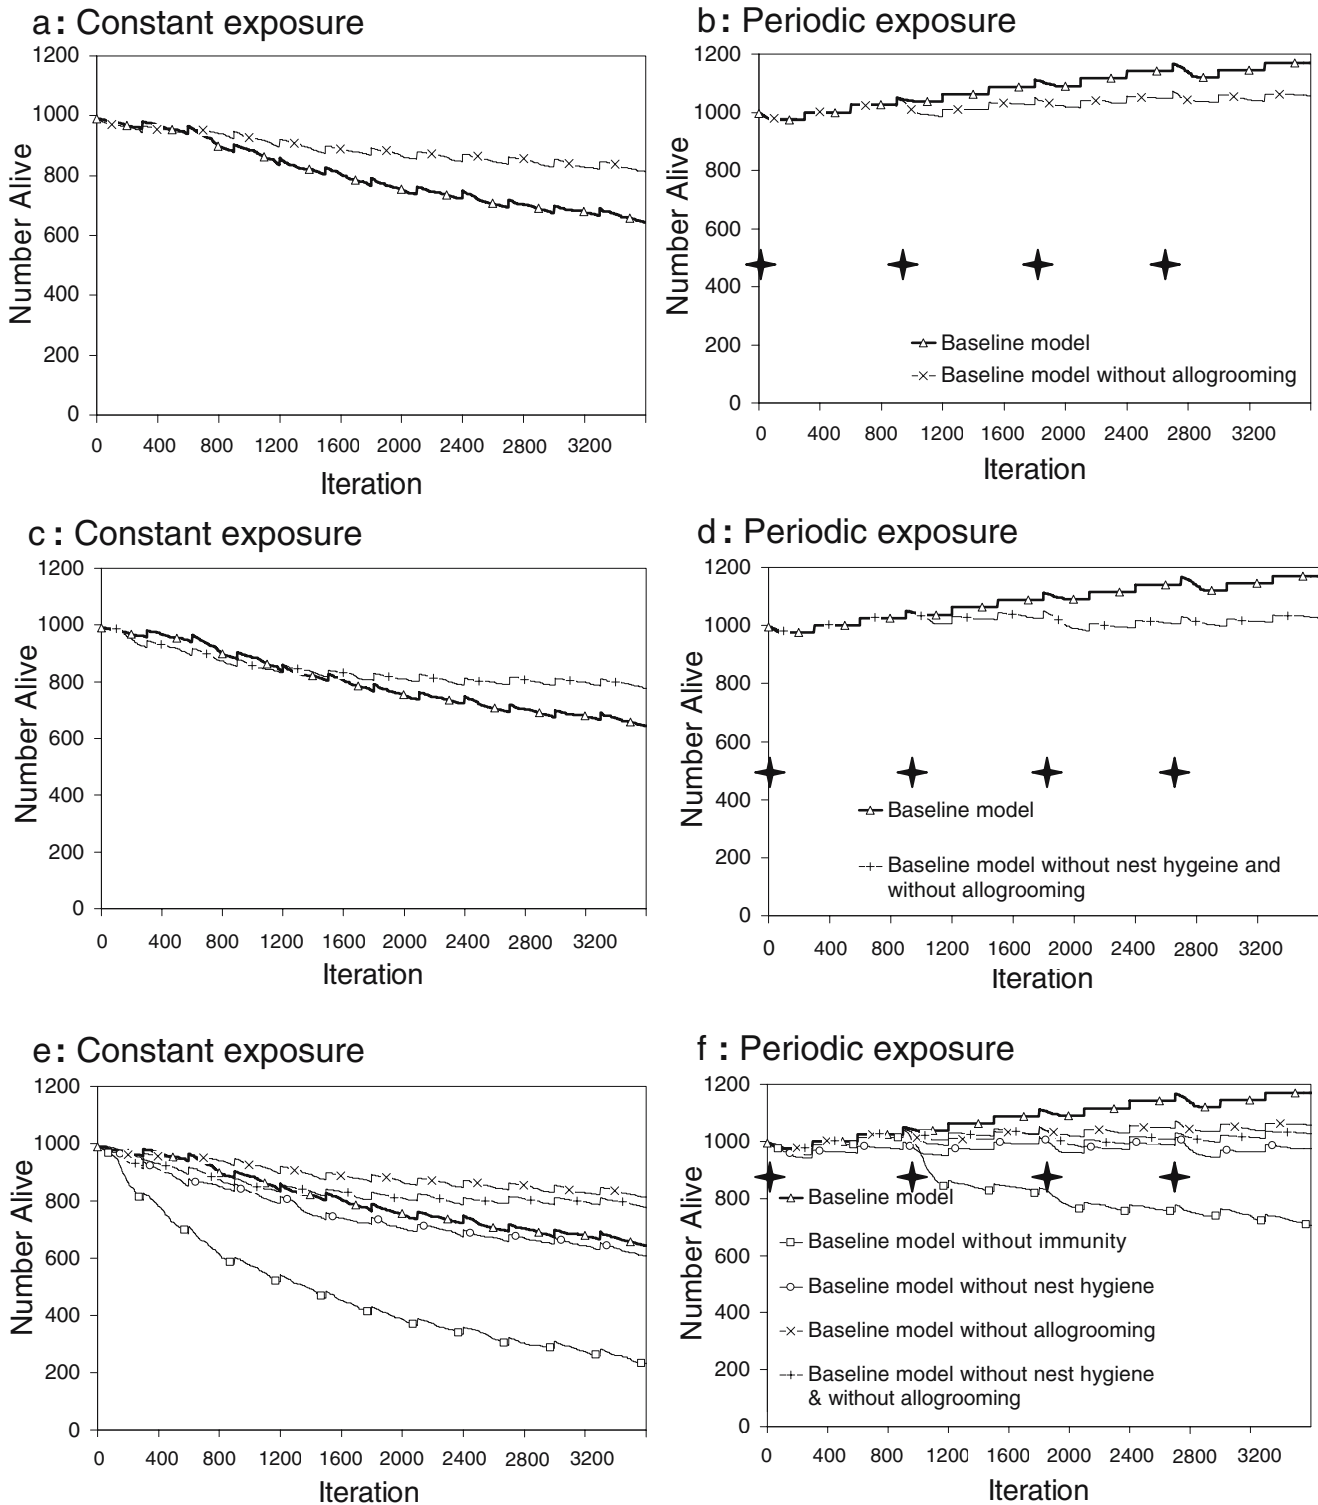 a: Constant exposure
1200
1000
800
600
400
200
0
Number Alive
0 400 800 1200 1600 2000 2400 2800 3200
Iteration
b: Periodic exposure
1200
1000
800
600
400
200
0
Number Alive
Baseline model
Baseline model without allogrooming
0 400 800 1200 1600 2000 2400 2800 3200
Iteration
c: Constant exposure
1200
1000
800
600
400
200
0
Number Alive
0 400 800 1200 1600 2000 2400 2800 3200
Iteration
d: Periodic exposure
1200
1000
800
600
400
200
0
Number Alive
Baseline model
Baseline model without nest hygeine and
without allogrooming
0 400 800 1200 1600 2000 2400 2800 3200
Iteration
e: Constant exposure
1200
1000
800
600
400
200
0
Number Alive
0 400 800 1200 1600 2000 2400 2800 3200
Iteration
f : Periodic exposure
1200
1000
800
600
400
200
0
Number Alive
Baseline model
Baseline model without immunity
Baseline model without nest hygiene
Baseline model without allogrooming
Baseline model without nest hygiene
& without allogrooming
0 400 800 1200 1600 2000 2400 2800 3200
Iteration